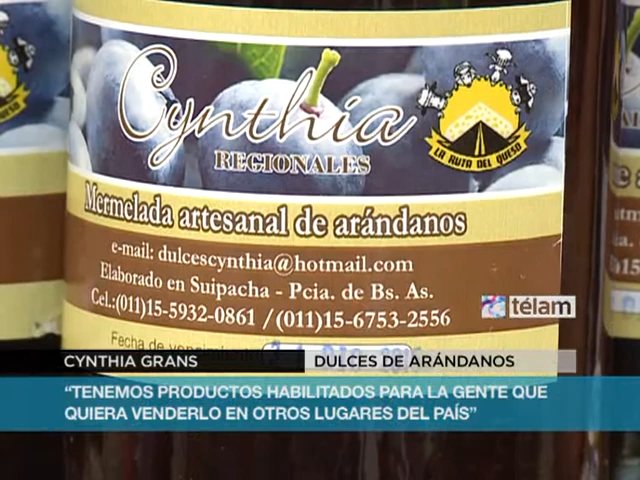 Cynthia
REGIONALES
LA RUTA DEL QUESO
Mermelada artesanal de arándanos
e-mail: dulcescynthia@hotmail.com
Elaborado en Suipacha - Pcia. de Bs. As.
Cel.:(011)15-5932-0861 /(011)15-6753-2556
télam
Fecha de vencimiento
CYNTHIA GRANS
DULCES DE ARÁNDANOS
“TENEMOS PRODUCTOS HABILITADOS PARA LA GENTE QUE
QUIERA VENDERLO EN OTROS LUGARES DEL PAÍS”